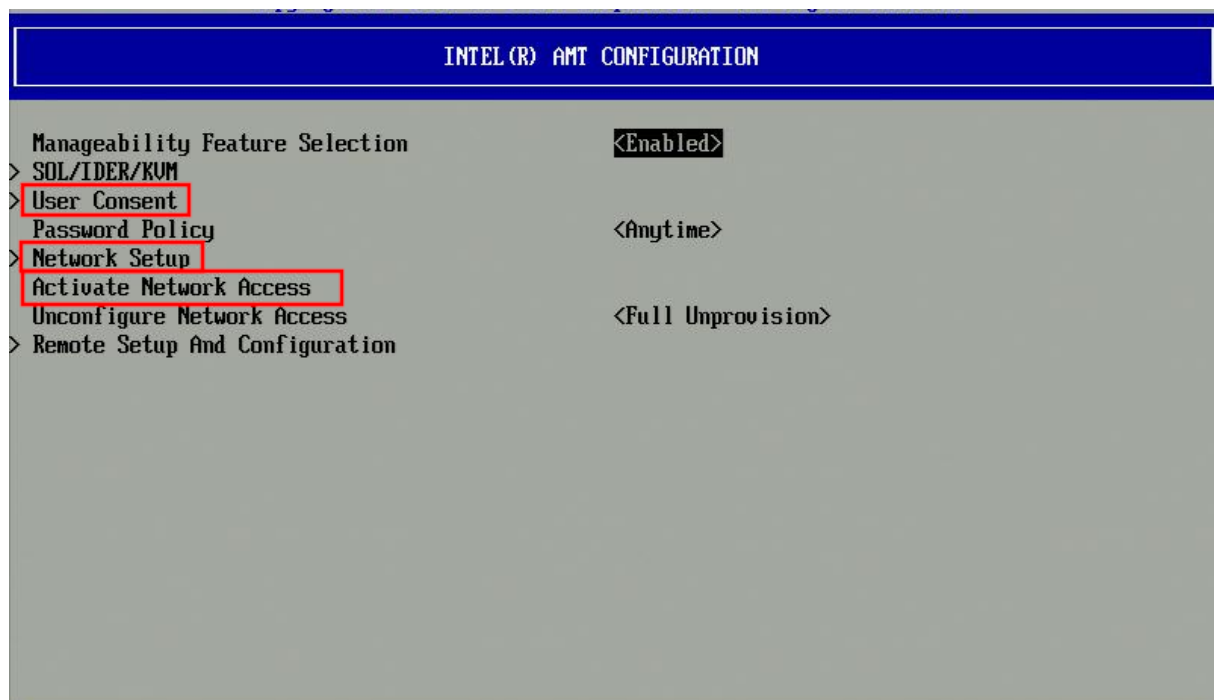 INTEL(R) AMT CONFIGURATION
Manageability Feature Selection <Enabled>
> SOL/IDER/KVM
> User Consent
Password Policy <Anytime>
> Network Setup
Activate Network Access
Unconfigure Network Access <Full Unprovision>
> Remote Setup And Configuration